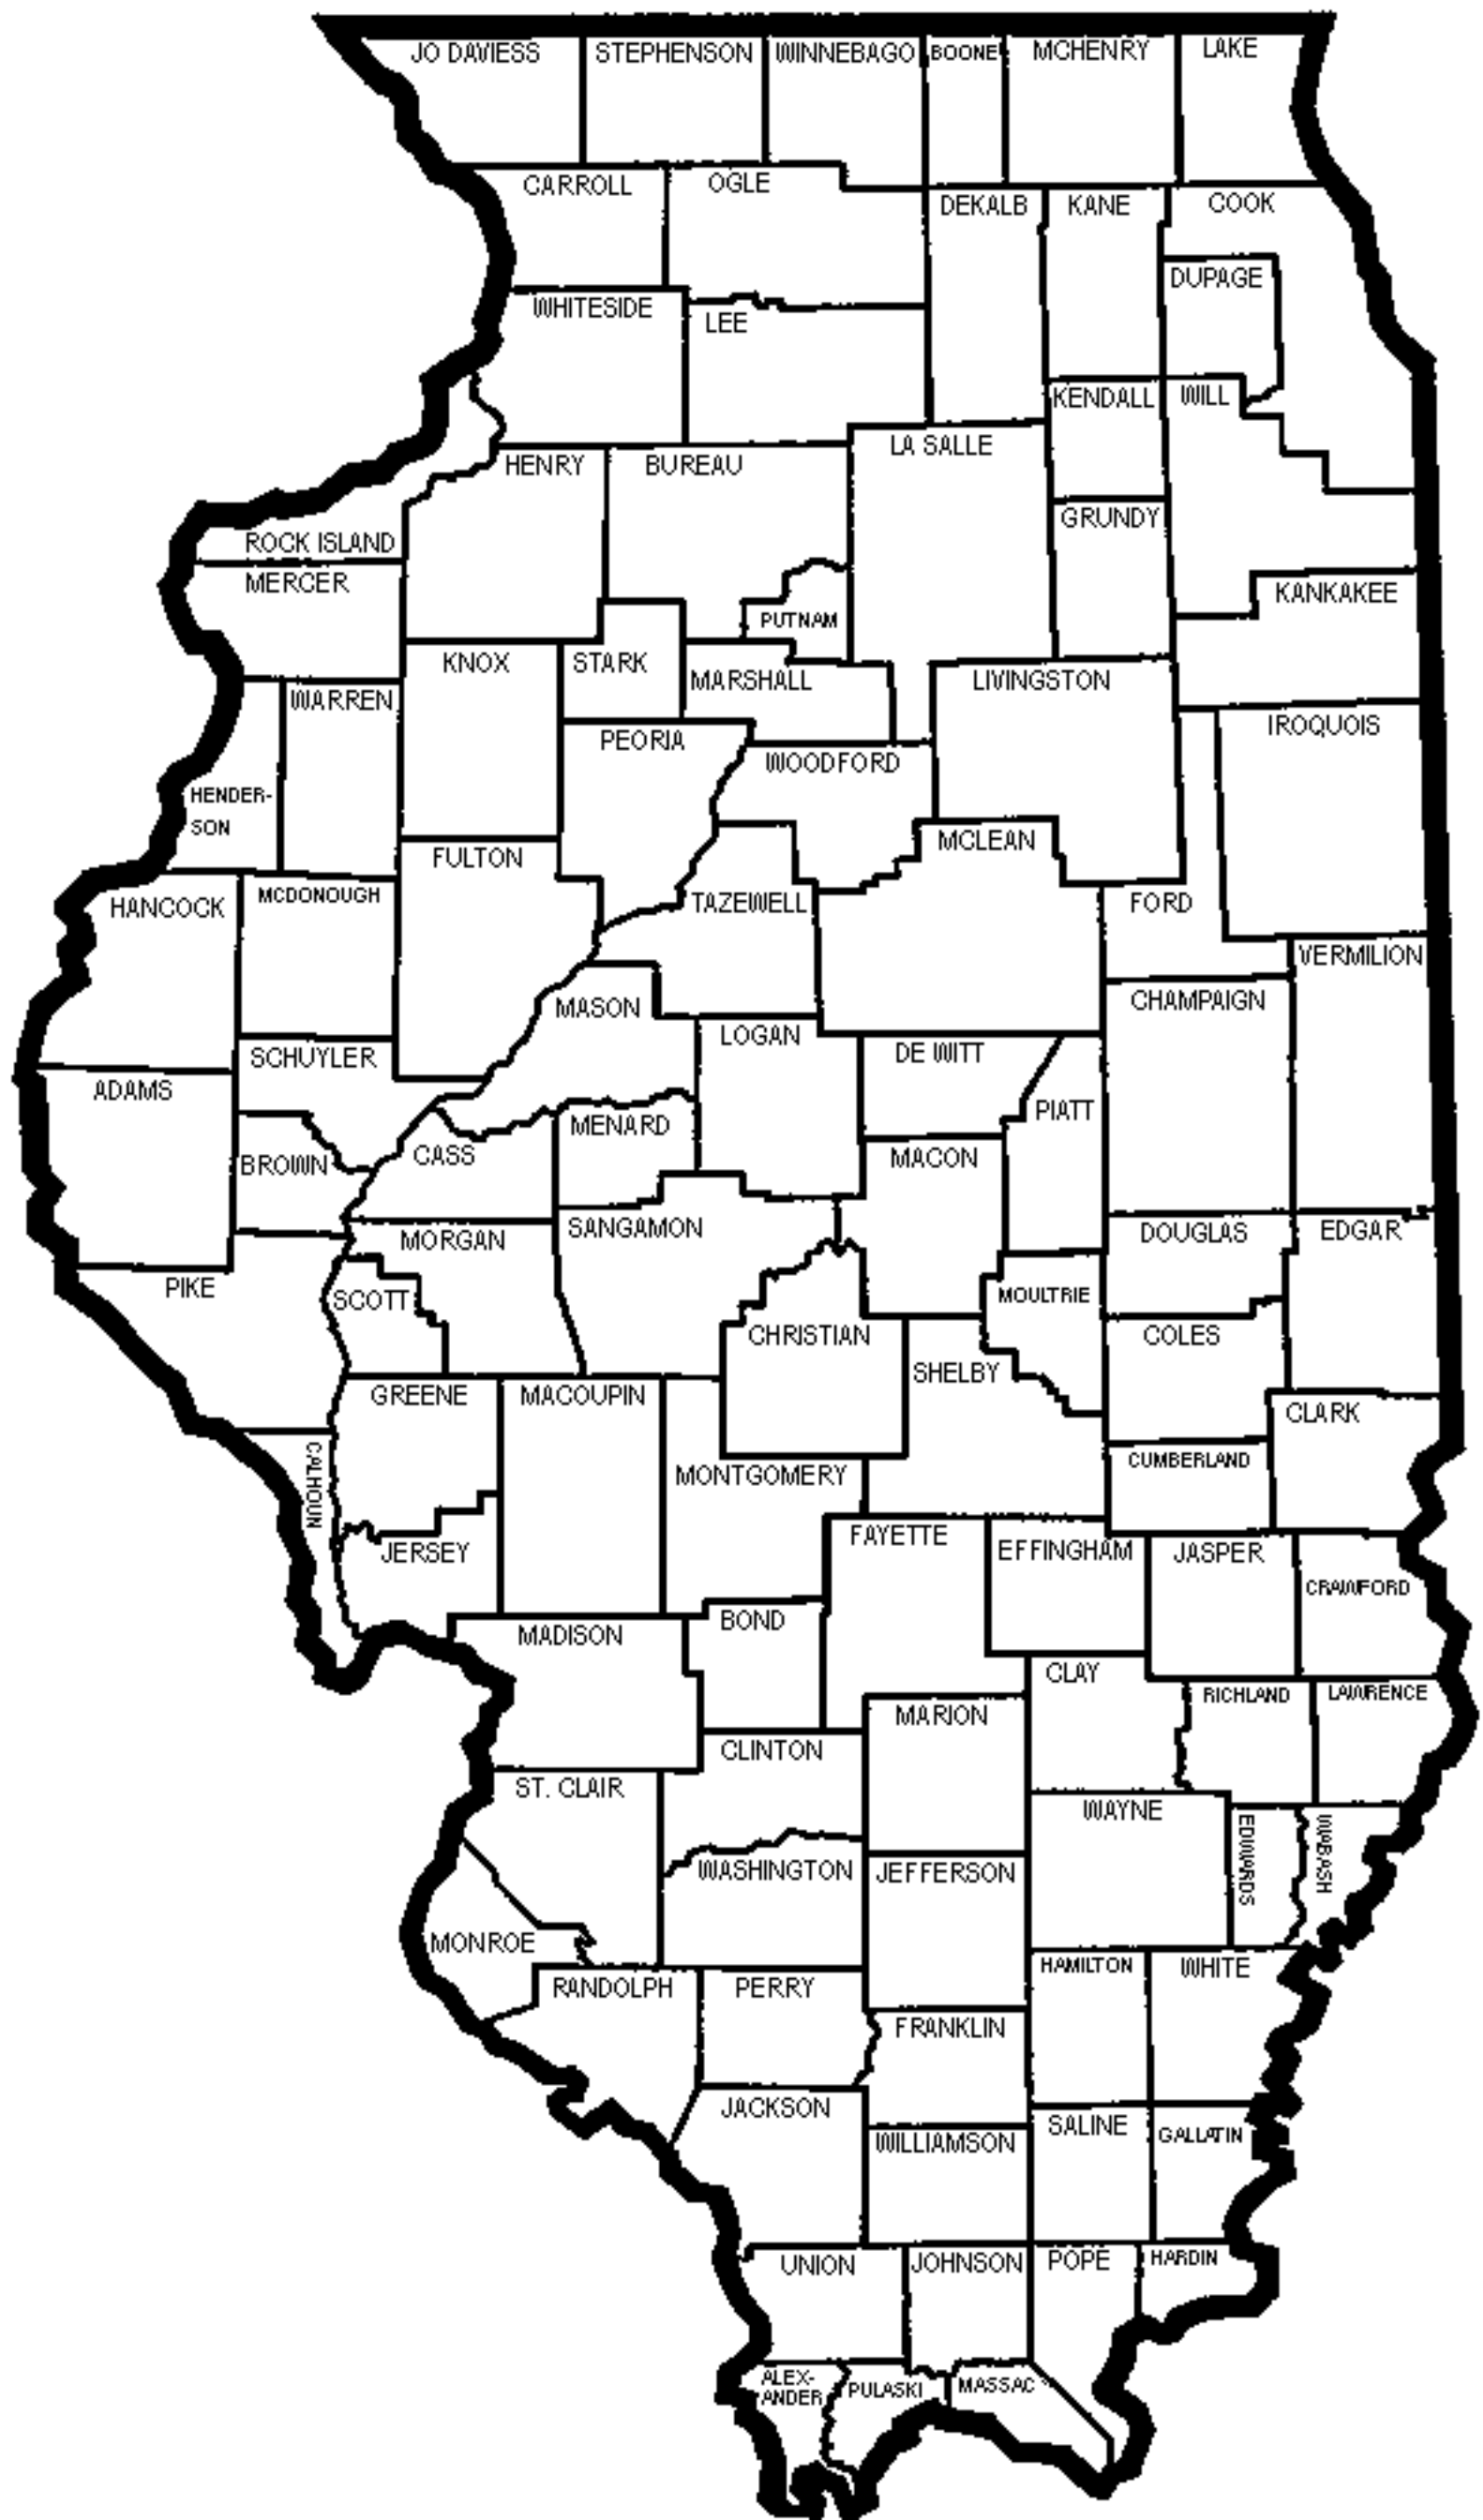 JO DAVIESS
STEPHENSON
WINNEBAGO
BOONE
MCHENRY
LAKE
CARROLL
OGLE
DEKALB
KANE
COOK
DUPAGE
WHITESIDE
LEE
KENDALL
WILL
LA SALLE
HENRY
BUREAU
GRUNDY
ROCK ISLAND
MERCER
KANKAKEE
PUTNAM
KNOX
STARK
MARSHALL
LIVINGSTON
WARREN
IROQUOIS
PEORIA
WOODFORD
HENDER-
SON
MCLEAN
FULTON
HANCOCK
MCDONOUGH
TAZEWELL
FORD
VERMILION
MASON
CHAMPAIGN
LOGAN
DE WITT
SCHUYLER
ADAMS
PIATT
MENARD
CASS
BROWN
MACON
SANGAMON
MORGAN
DOUGLAS
EDGAR
PIKE
SCOTT
MOULTRIE
CHRISTIAN
COLES
SHELBY
GREENE
MACOUPIN
CLARK
CALHOUN
MONTGOMERY
CUMBERLAND
FAYETTE
EFFINGHAM
JASPER
JERSEY
CRAWFORD
BOND
MADISON
CLAY
RICHLAND
LAWRENCE
MARION
CLINTON
ST. CLAIR
WAYNE
EDWARDS
WABASH
WASHINGTON
JEFFERSON
MONROE
HAMILTON
WHITE
RANDOLPH
PERRY
FRANKLIN
JACKSON
WILLIAMSON
SALINE
GALLATIN
UNION
JOHNSON
POPE
HARDIN
ALEX-
ANDER
PULASKI
MASSAC